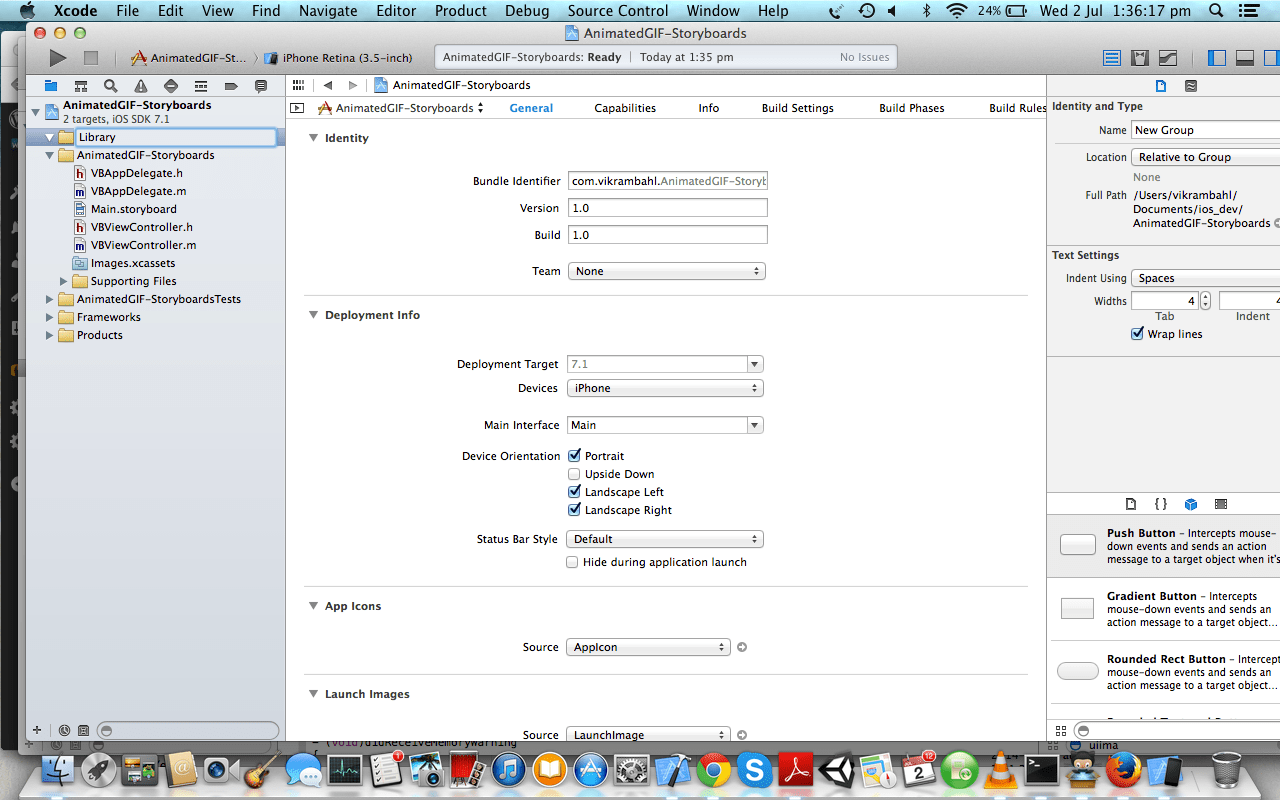 Xcode File Edit View Find Navigate Editor Product Debug Source Control Window Help 24% Wed 2 Jul 1:36:17 pm
AnimatedGIF-Storyboards
AnimatedGIF-St... iPhone Retina (3.5-inch) AnimatedGIF-Storyboards: Ready | Today at 1:35 pm No Issues
AnimatedGIF-Storyboards
2 targets, iOS SDK 7.1
Library
AnimatedGIF-Storyboards
VBAppDelegate.h
VBAppDelegate.m
Main.storyboard
VBViewController.h
VBViewController.m
Images.xcassets
Supporting Files
AnimatedGIF-StoryboardsTests
Frameworks
Products
AnimatedGIF-Storyboards
AnimatedGIF-Storyboards General Capabilities Info Build Settings Build Phases Build Rules
Identity
Bundle Identifier com.vikrambahl.AnimatedGIF-Storyb
Version 1.0
Build 1.0
Team None
Deployment Info
Deployment Target 7.1
Devices iPhone
Main Interface Main
Device Orientation Portrait
Upside Down
Landscape Left
Landscape Right
Status Bar Style Default
Hide during application launch
App Icons
Source AppIcon
Launch Images
Source LaunchImage
Identity and Type
Name New Group
Location Relative to Group
None
Full Path /Users/vikrambahl/
Documents/ios_dev/
AnimatedGIF-Storyboards
Text Settings
Indent Using Spaces
Widths 4 4
Tab Indent
Wrap lines
Push Button – Intercepts mouse-
down events and sends an action
message to a target object when it's
Gradient Button – Intercepts
mouse-down events and sends an
action message to a target object...
Rounded Rect Button – Intercept
mouse-down events and sends an
action message to a target object...
uiima
1
12
2